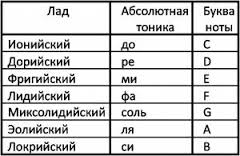 Лад Абсолютная тоника Буква ноты
Ионийский до C
Дорийский ре D
Фригийский ми E
Лидийский фа F
Миксолидийский соль G
Эолийский ля A
Локрийский си B